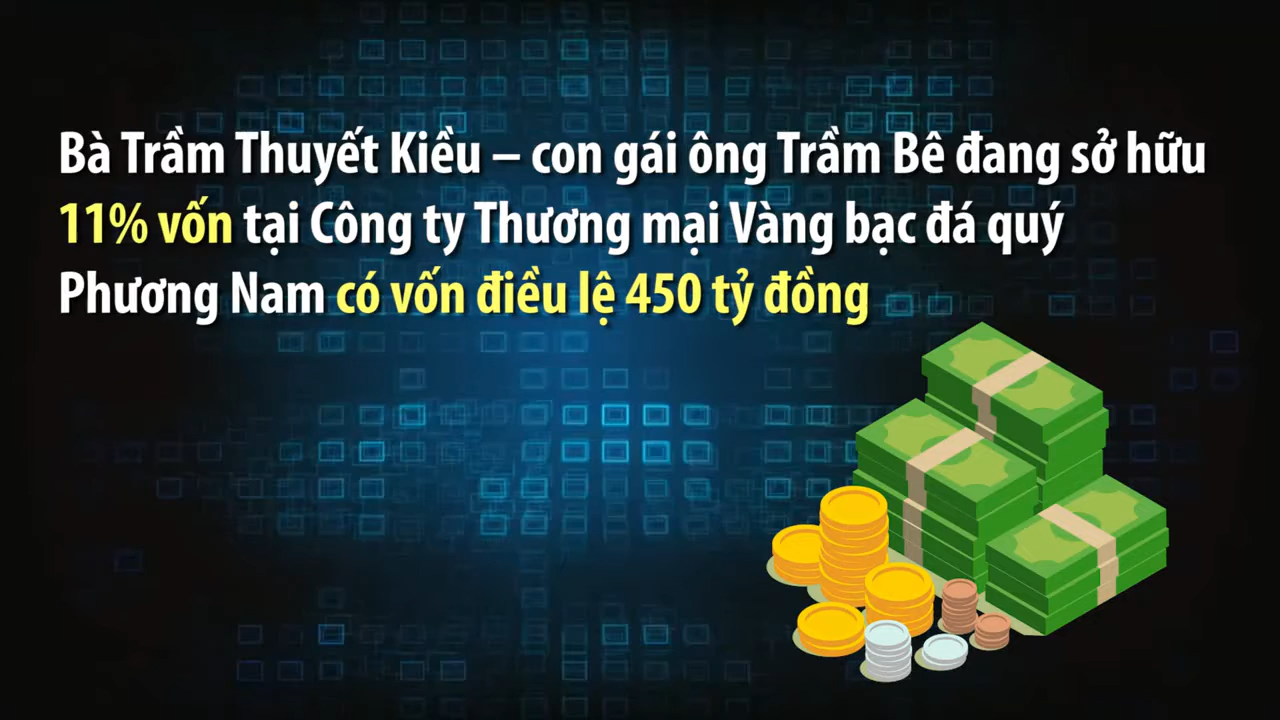 Bà Trầm Thuyết Kiều – con gái ông Trầm Bê đang sở hữu
11% vốn tại Công ty Thương mại Vàng bạc đá quý
Phương Nam có vốn điều lệ 450 tỷ đồng